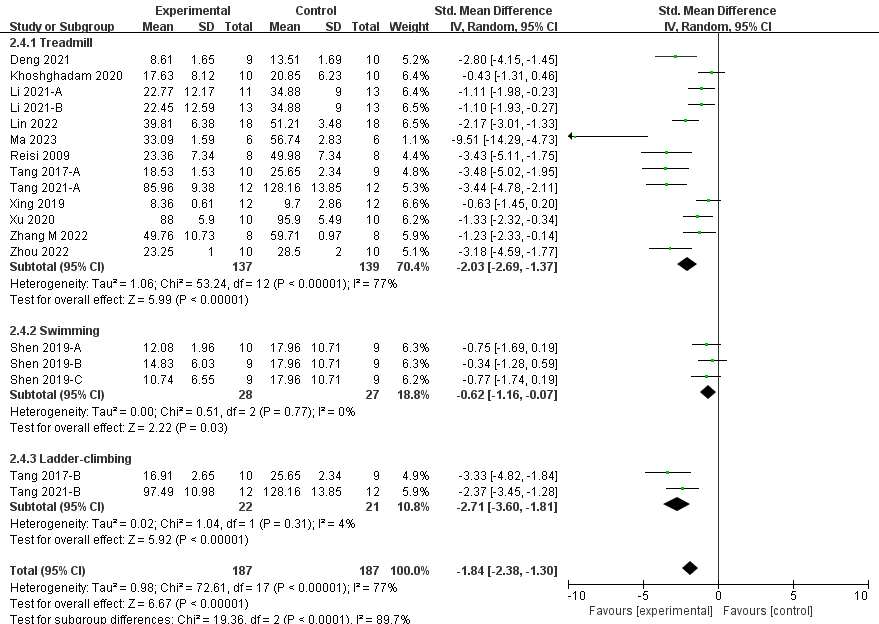 Experimental Control Std. Mean Difference Std. Mean Difference
Study or Subgroup Mean SD Total Mean SD Total Weight IV, Random, 95% CI IV, Random, 95% CI
2.4.1 Treadmill
Deng 2021 8.61 1.65 9 13.51 1.69 10 5.2% -2.80 [-4.15, -1.45]
Khoshghadam 2020 17.63 8.12 10 20.85 6.23 10 6.4% -0.43 [-1.31, 0.46]
Li 2021-A 22.77 12.17 11 34.88 9 13 6.4% -1.11 [-1.98, -0.23]
Li 2021-B 22.45 12.59 13 34.88 9 13 6.4% -1.10 [-1.93, -0.27]
Lin 2022 39.81 6.38 18 51.21 3.48 18 6.4% -2.17 [-3.01, -1.33]
Ma 2023 33.09 1.59 6 56.74 2.83 6 1.1% -9.51 [-14.29, -4.73]
Reisi 2009 23.36 7.34 8 49.98 7.34 8 4.6% -3.43 [-5.11, -1.75]
Tang 2017-A 18.53 1.53 10 25.65 2.34 9 4.8% -3.48 [-5.02, -1.95]
Tang 2021-A 85.96 9.38 12 128.16 13.85 12 5.2% -3.44 [-4.78, -2.11]
Xing 2019 8.36 0.61 12 9.7 2.86 12 6.5% -0.63 [-1.45, 0.20]
Xu 2020 88 5.9 10 95.9 5.49 10 6.1% -1.33 [-2.32, -0.34]
Zhang M 2022 49.76 10.73 8 59.71 0.97 8 6.0% -1.23 [-2.33, -0.14]
Zhou 2022 23.25 1 10 28.5 2 10 5.1% -3.18 [-4.59, -1.77]
Subtotal (95% CI) 137 139 70.4% -2.03 [-2.69, -1.37]
Heterogeneity: Tau² = 1.06; Chi² = 53.24, df = 12 (P < 0.00001); I² = 77%
Test for overall effect: Z = 5.99 (P < 0.00001)
2.4.2 Swimming
Shen 2019-A 12.08 1.96 10 17.96 10.71 9 6.3% -0.75 [-1.69, 0.19]
Shen 2019-B 14.83 6.03 9 17.96 10.71 9 6.3% -0.34 [-1.28, 0.59]
Shen 2019-C 10.74 6.55 9 17.96 10.71 9 6.2% -0.77 [-1.74, 0.19]
Subtotal (95% CI) 28 27 18.8% -0.62 [-1.16, -0.07]
Heterogeneity: Tau² = 0.00; Chi² = 0.51, df = 2 (P = 0.77); I² = 0%
Test for overall effect: Z = 2.22 (P = 0.03)
2.4.3 Ladder-climbing
Tang 2017-B 16.91 2.65 10 25.65 2.34 9 4.9% -3.33 [-4.82, -1.84]
Tang 2021-B 97.49 10.98 12 128.16 13.85 12 5.9% -2.37 [-3.45, -1.28]
Subtotal (95% CI) 22 21 10.8% -2.71 [-3.60, -1.81]
Heterogeneity: Tau² = 0.02; Chi² = 1.04, df = 1 (P = 0.31); I² = 4%
Test for overall effect: Z = 5.92 (P < 0.00001)
Total (95% CI) 187 187 100.0% -1.84 [-2.38, -1.30]
Heterogeneity: Tau² = 0.98; Chi² = 72.61, df = 17 (P < 0.00001); I² = 77%
Test for overall effect: Z = 6.67 (P < 0.00001)
Test for subgroup differences: Chi² = 19.36, df = 2 (P < 0.0001), I² = 89.7%
-10 -5 0 5 10
Favours [experimental] Favours [control]